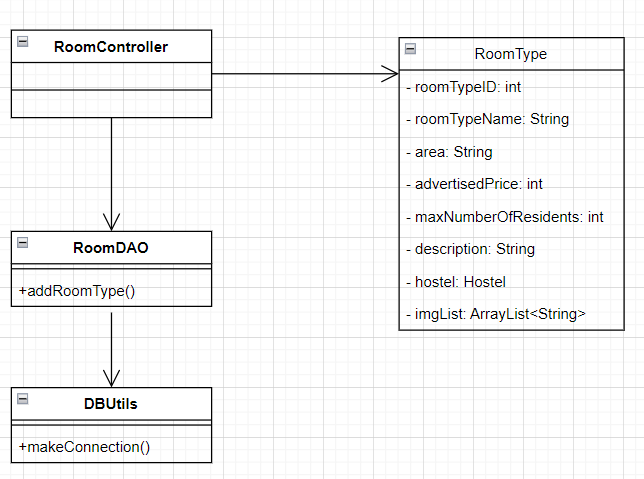 RoomController
RoomType
- roomTypeID: int
- roomTypeName: String
- area: String
- advertisedPrice: int
- maxNumberOfResidents: int
- description: String
- hostel: Hostel
- imgList: ArrayList<String>
RoomDAO
+addRoomType()
DBUtils
+makeConnection()